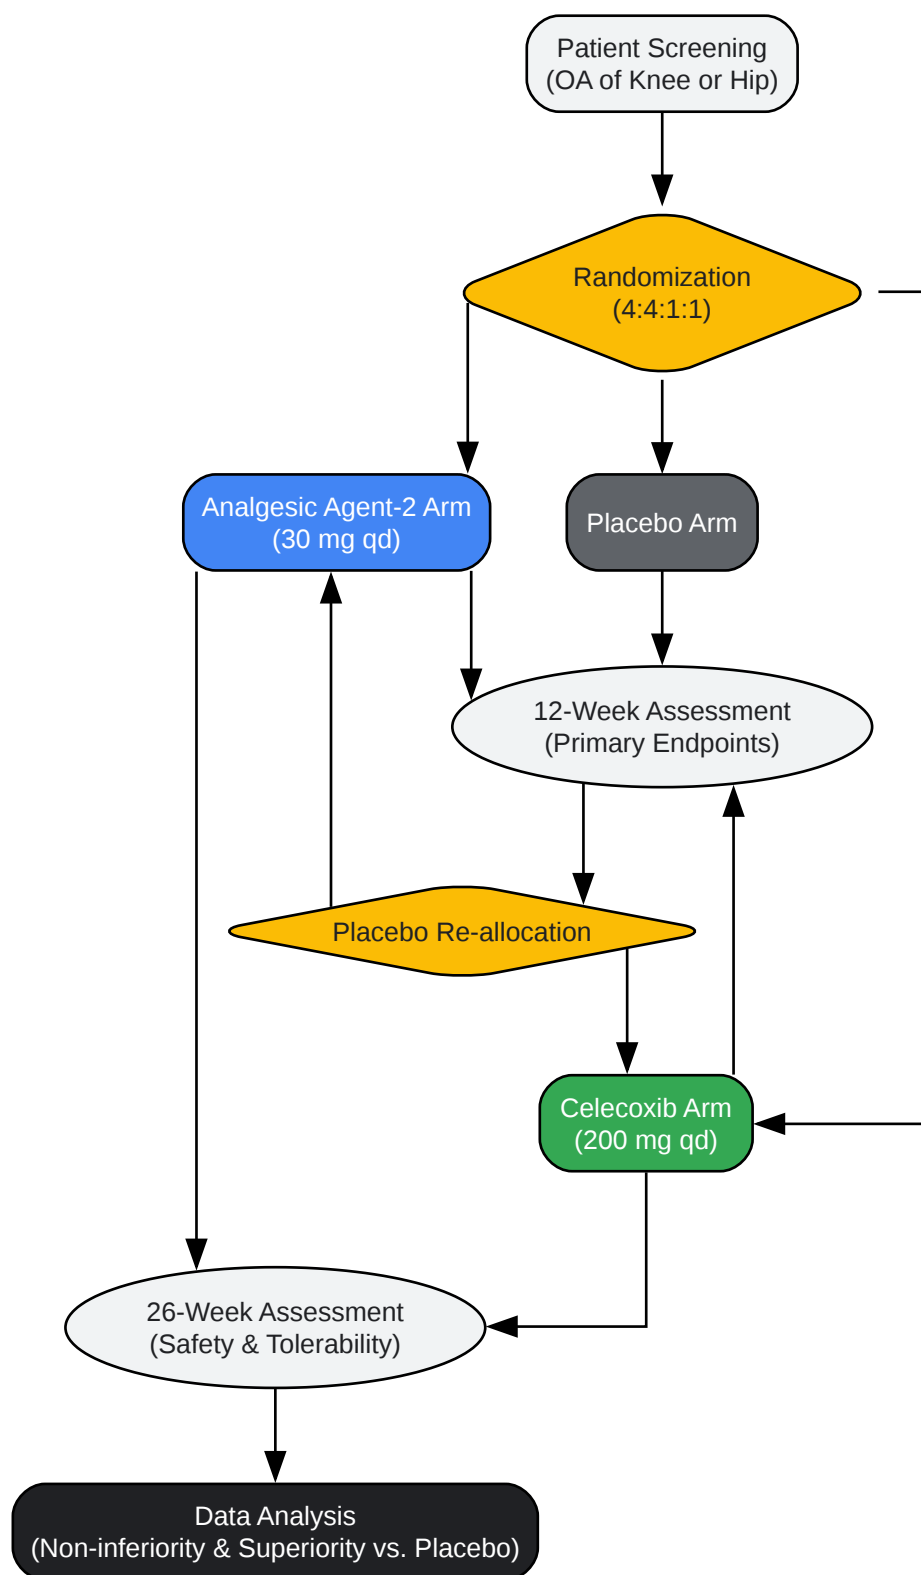 Patient Screening
(OA of Knee or Hip)
Randomization
(4:4:1:1)
Analgesic Agent-2 Arm
(30 mg qd)
Placebo Arm
12-Week Assessment
(Primary Endpoints)
Placebo Re-allocation
Celecoxib Arm
(200 mg qd)
26-Week Assessment
(Safety & Tolerability)
Data Analysis
(Non-inferiority & Superiority vs. Placebo)